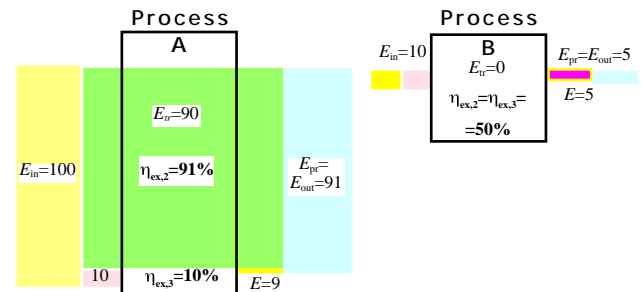 Process
A
E_tr=90
E_in=100
η_ex,2=91%
E_pr=
E_out=91
10
η_ex,3=10%
E=9
Process
B
E_in=10
E_tr=0
E_pr=E_out=5
η_ex,2=η_ex,3=
=50%
E=5